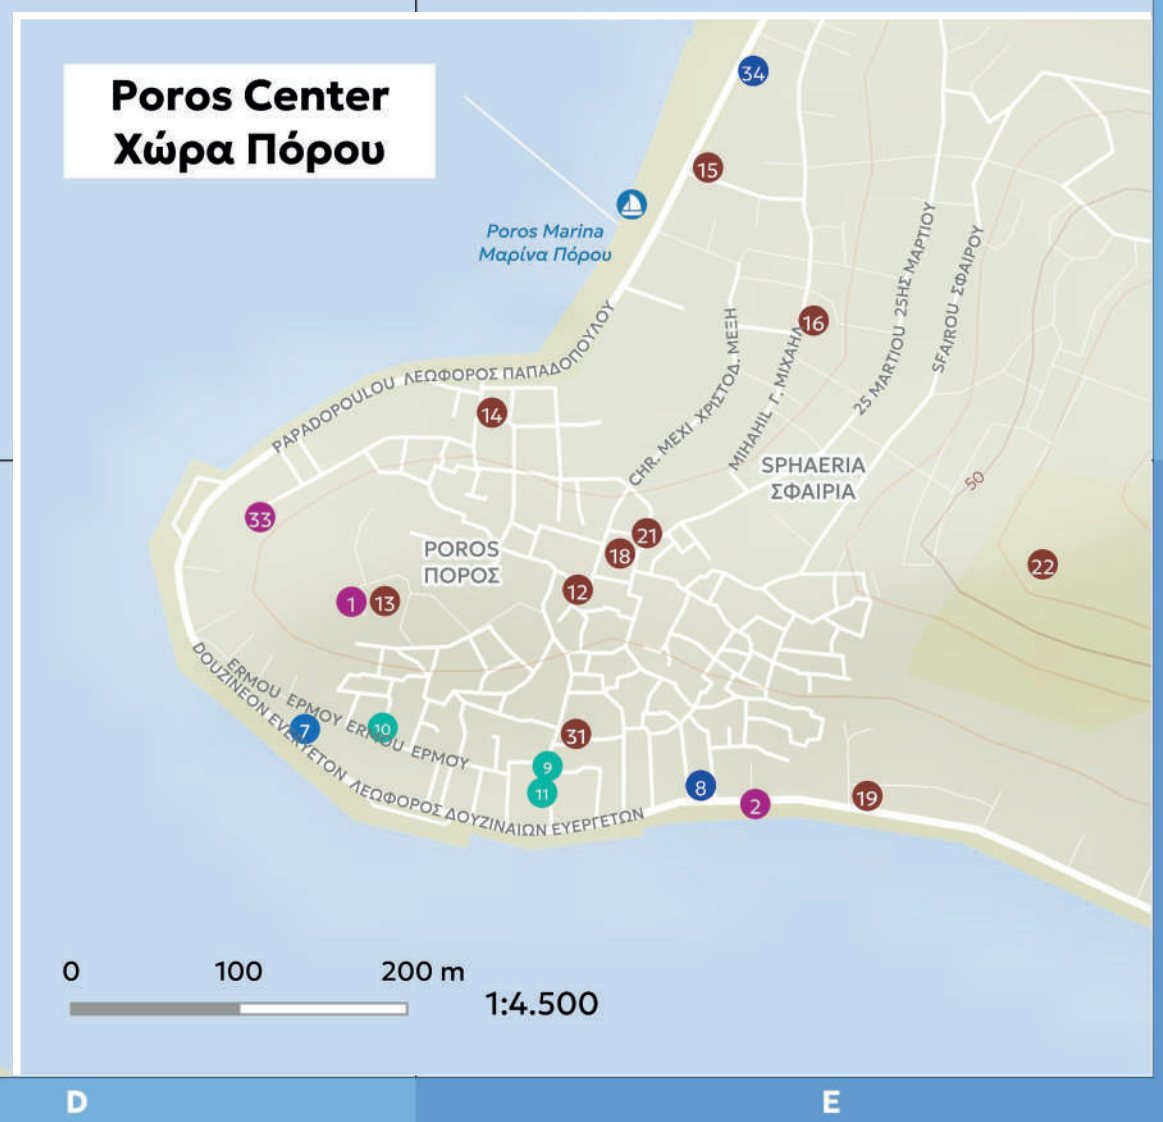 Poros Center
Χώρα Πόρου
34
15
Poros Marina
Μαρίνα Πόρου
16
PAPADOPOULOU ΛΕΩΦΟΡΟΣ ΠΑΠΑΔΟΠΟΥΛΟΥ
CHR. MEXI ΧΡΙΣΤΟΔ. ΜΕΞΗ
MIHAHIL Γ. ΜΙΧΑΗΛ
25 MARTIOU 25ΗΣ ΜΑΡΤΙΟΥ
SFAIROU ΣΦΑΙΡΟΥ
14
SPHAERIA
ΣΦΑΙΡΙΑ
50
33
21
18
22
POROS
ΠΟΡΟΣ
12
1
13
ERMOU ΕΡΜΟΥ ERMOU ΕΡΜΟΥ
DOUZINEON EVERYETON ΛΕΩΦΟΡΟΣ ΔΟΥΖΙΝΑΙΩΝ ΕΥΕΡΓΕΤΩΝ
7
10
31
9
11
8
2
19
0 100 200 m
1:4.500
D E